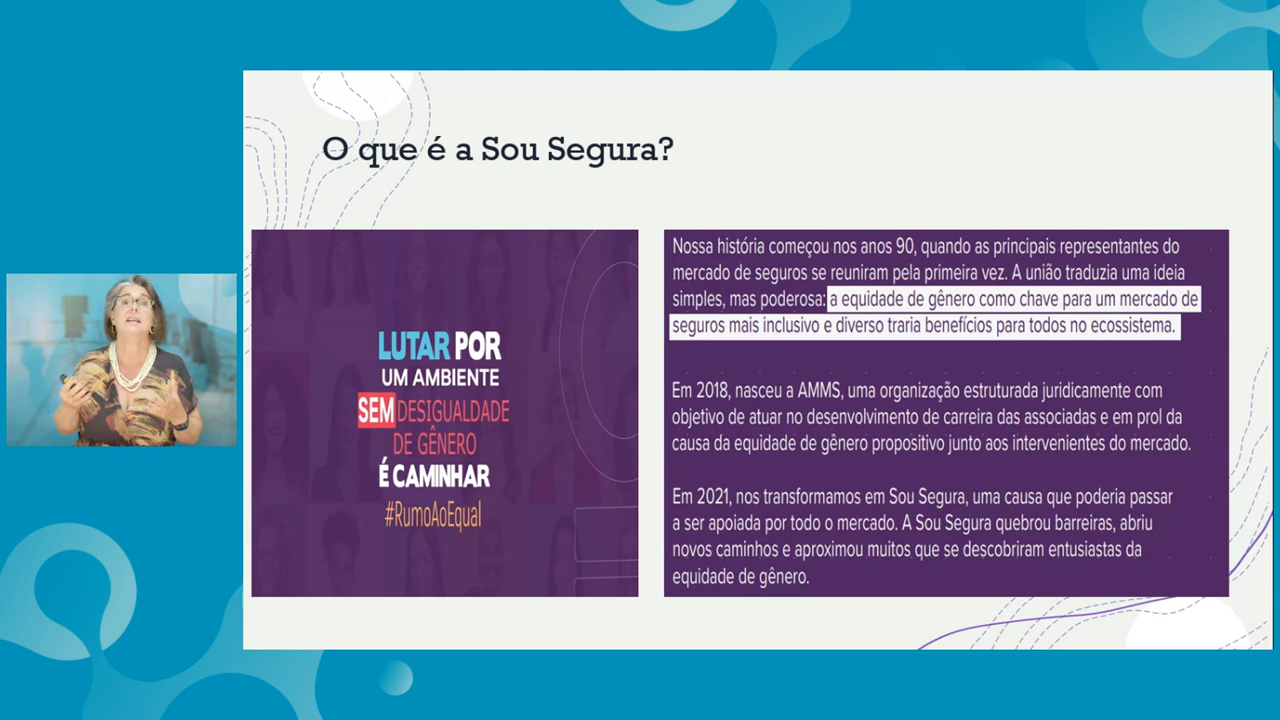 O que é a Sou Segura?
LUTAR POR
UM AMBIENTE
SEM DESIGUALDADE
DE GÊNERO
É CAMINHAR
#RumoAoEqual
Nossa história começou nos anos 90, quando as principais representantes do
mercado de seguros se reuniram pela primeira vez. A união traduzia uma ideia
simples, mas poderosa: a equidade de gênero como chave para um mercado de
seguros mais inclusivo e diverso traria benefícios para todos no ecossistema.
Em 2018, nasceu a AMMS, uma organização estruturada juridicamente com
objetivo de atuar no desenvolvimento de carreira das associadas e em prol da
causa da equidade de gênero propositivo junto aos intervenientes do mercado.
Em 2021, nos transformamos em Sou Segura, uma causa que poderia passar
a ser apoiada por todo o mercado. A Sou Segura quebrou barreiras, abriu
novos caminhos e aproximou muitos que se descobriram entusiastas da
equidade de gênero.